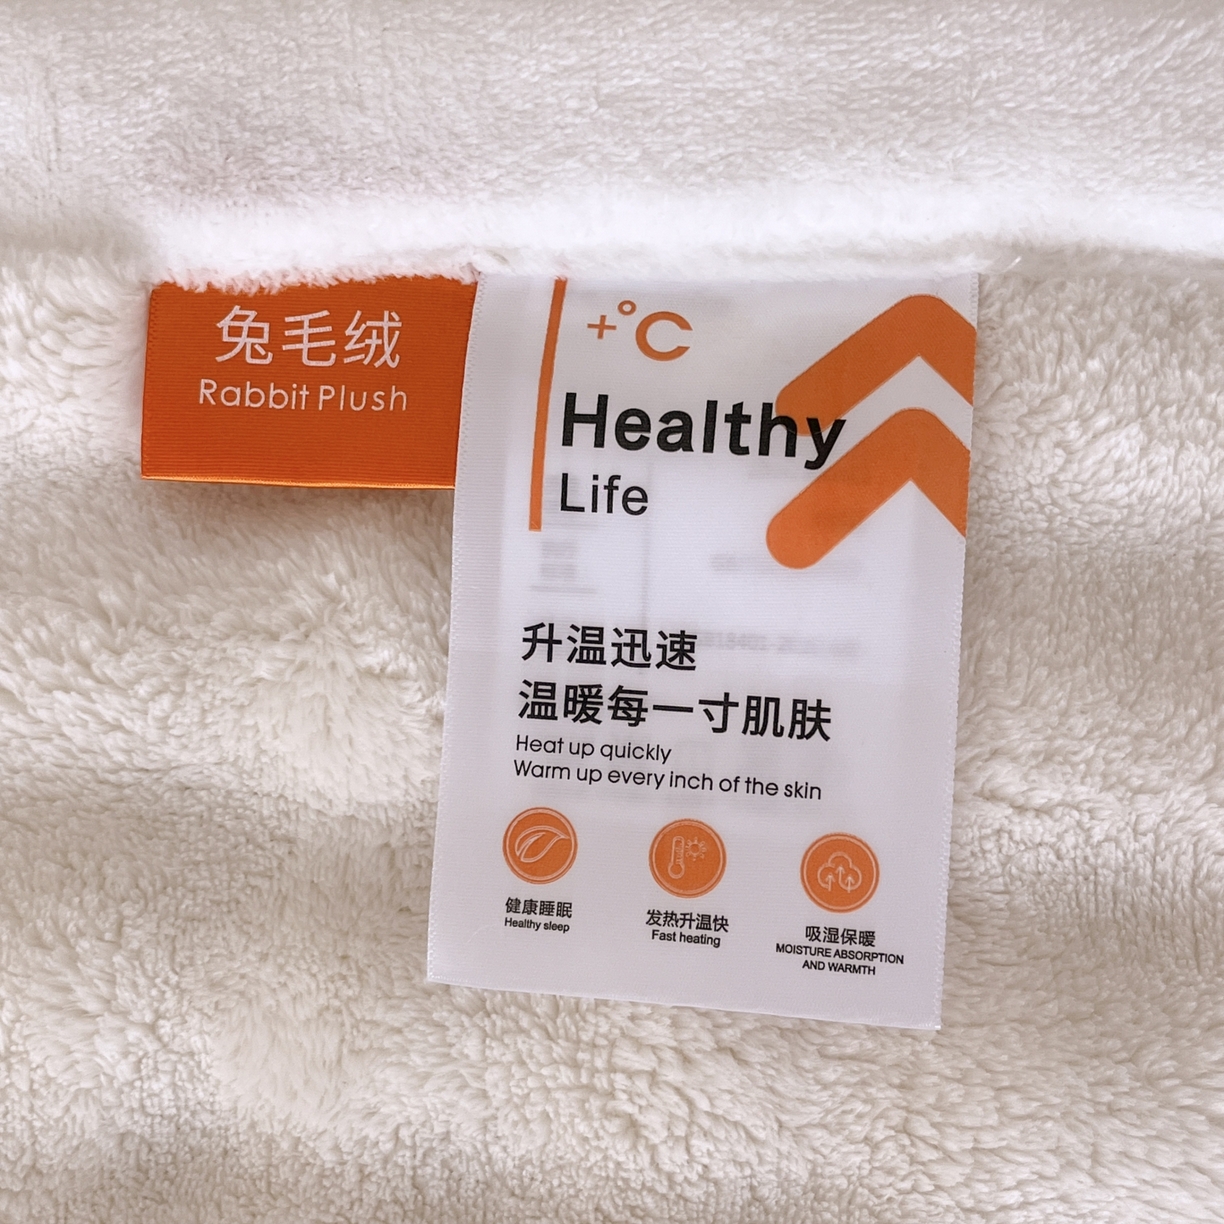 兔毛绒
Rabbit Plush
+°C
Healthy
Life
升温迅速
温暖每一寸肌肤
Heat up quickly
Warm up every inch of the skin
健康睡眠
Healthy sleep
发热升温快
Fast heating
吸湿保暖
MOISTURE ABSORPTION
AND WARMTH